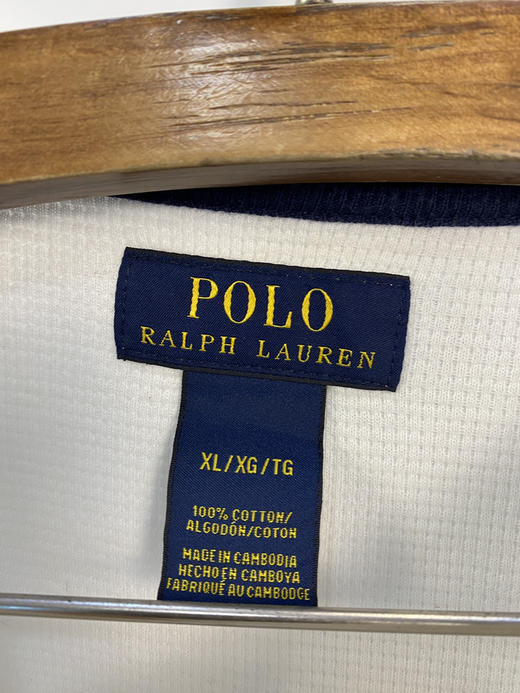 POLO
RALPH LAUREN
XL/XG/TG
100% COTTON/
ALGODÓN/COTON
MADE IN CAMBODIA
HECHO EN CAMBOYA
FABRIQUÉ AU CAMBODGE